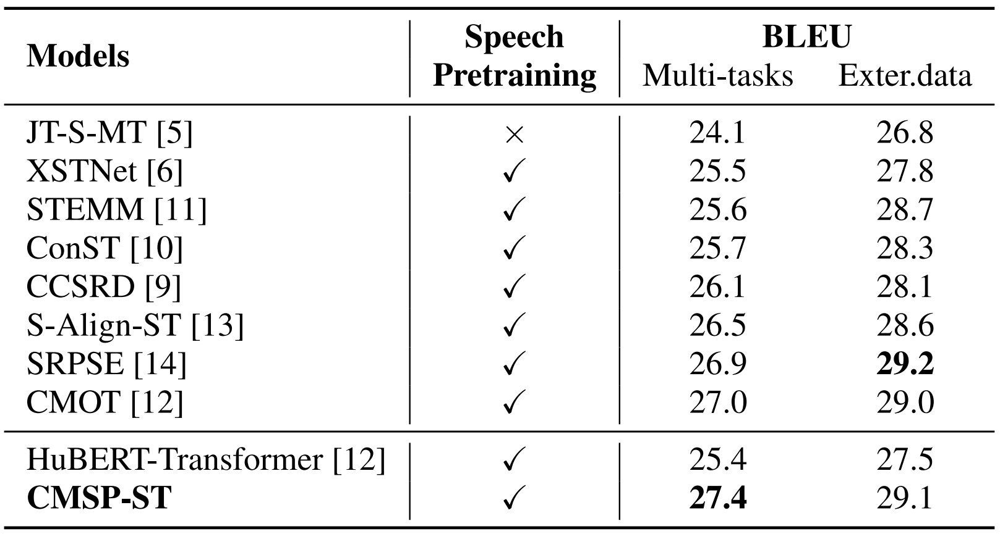 Models Speech Pretraining BLEU
Multi-tasks Exter.data
JT-S-MT [5] × 24.1 26.8
XSTNet [6] ✓ 25.5 27.8
STEMM [11] ✓ 25.6 28.7
ConST [10] ✓ 25.7 28.3
CCSRD [9] ✓ 26.1 28.1
S-Align-ST [13] ✓ 26.5 28.6
SRPSE [14] ✓ 26.9 29.2
CMOT [12] ✓ 27.0 29.0
HuBERT-Transformer [12] ✓ 25.4 27.5
CMSP-ST ✓ 27.4 29.1